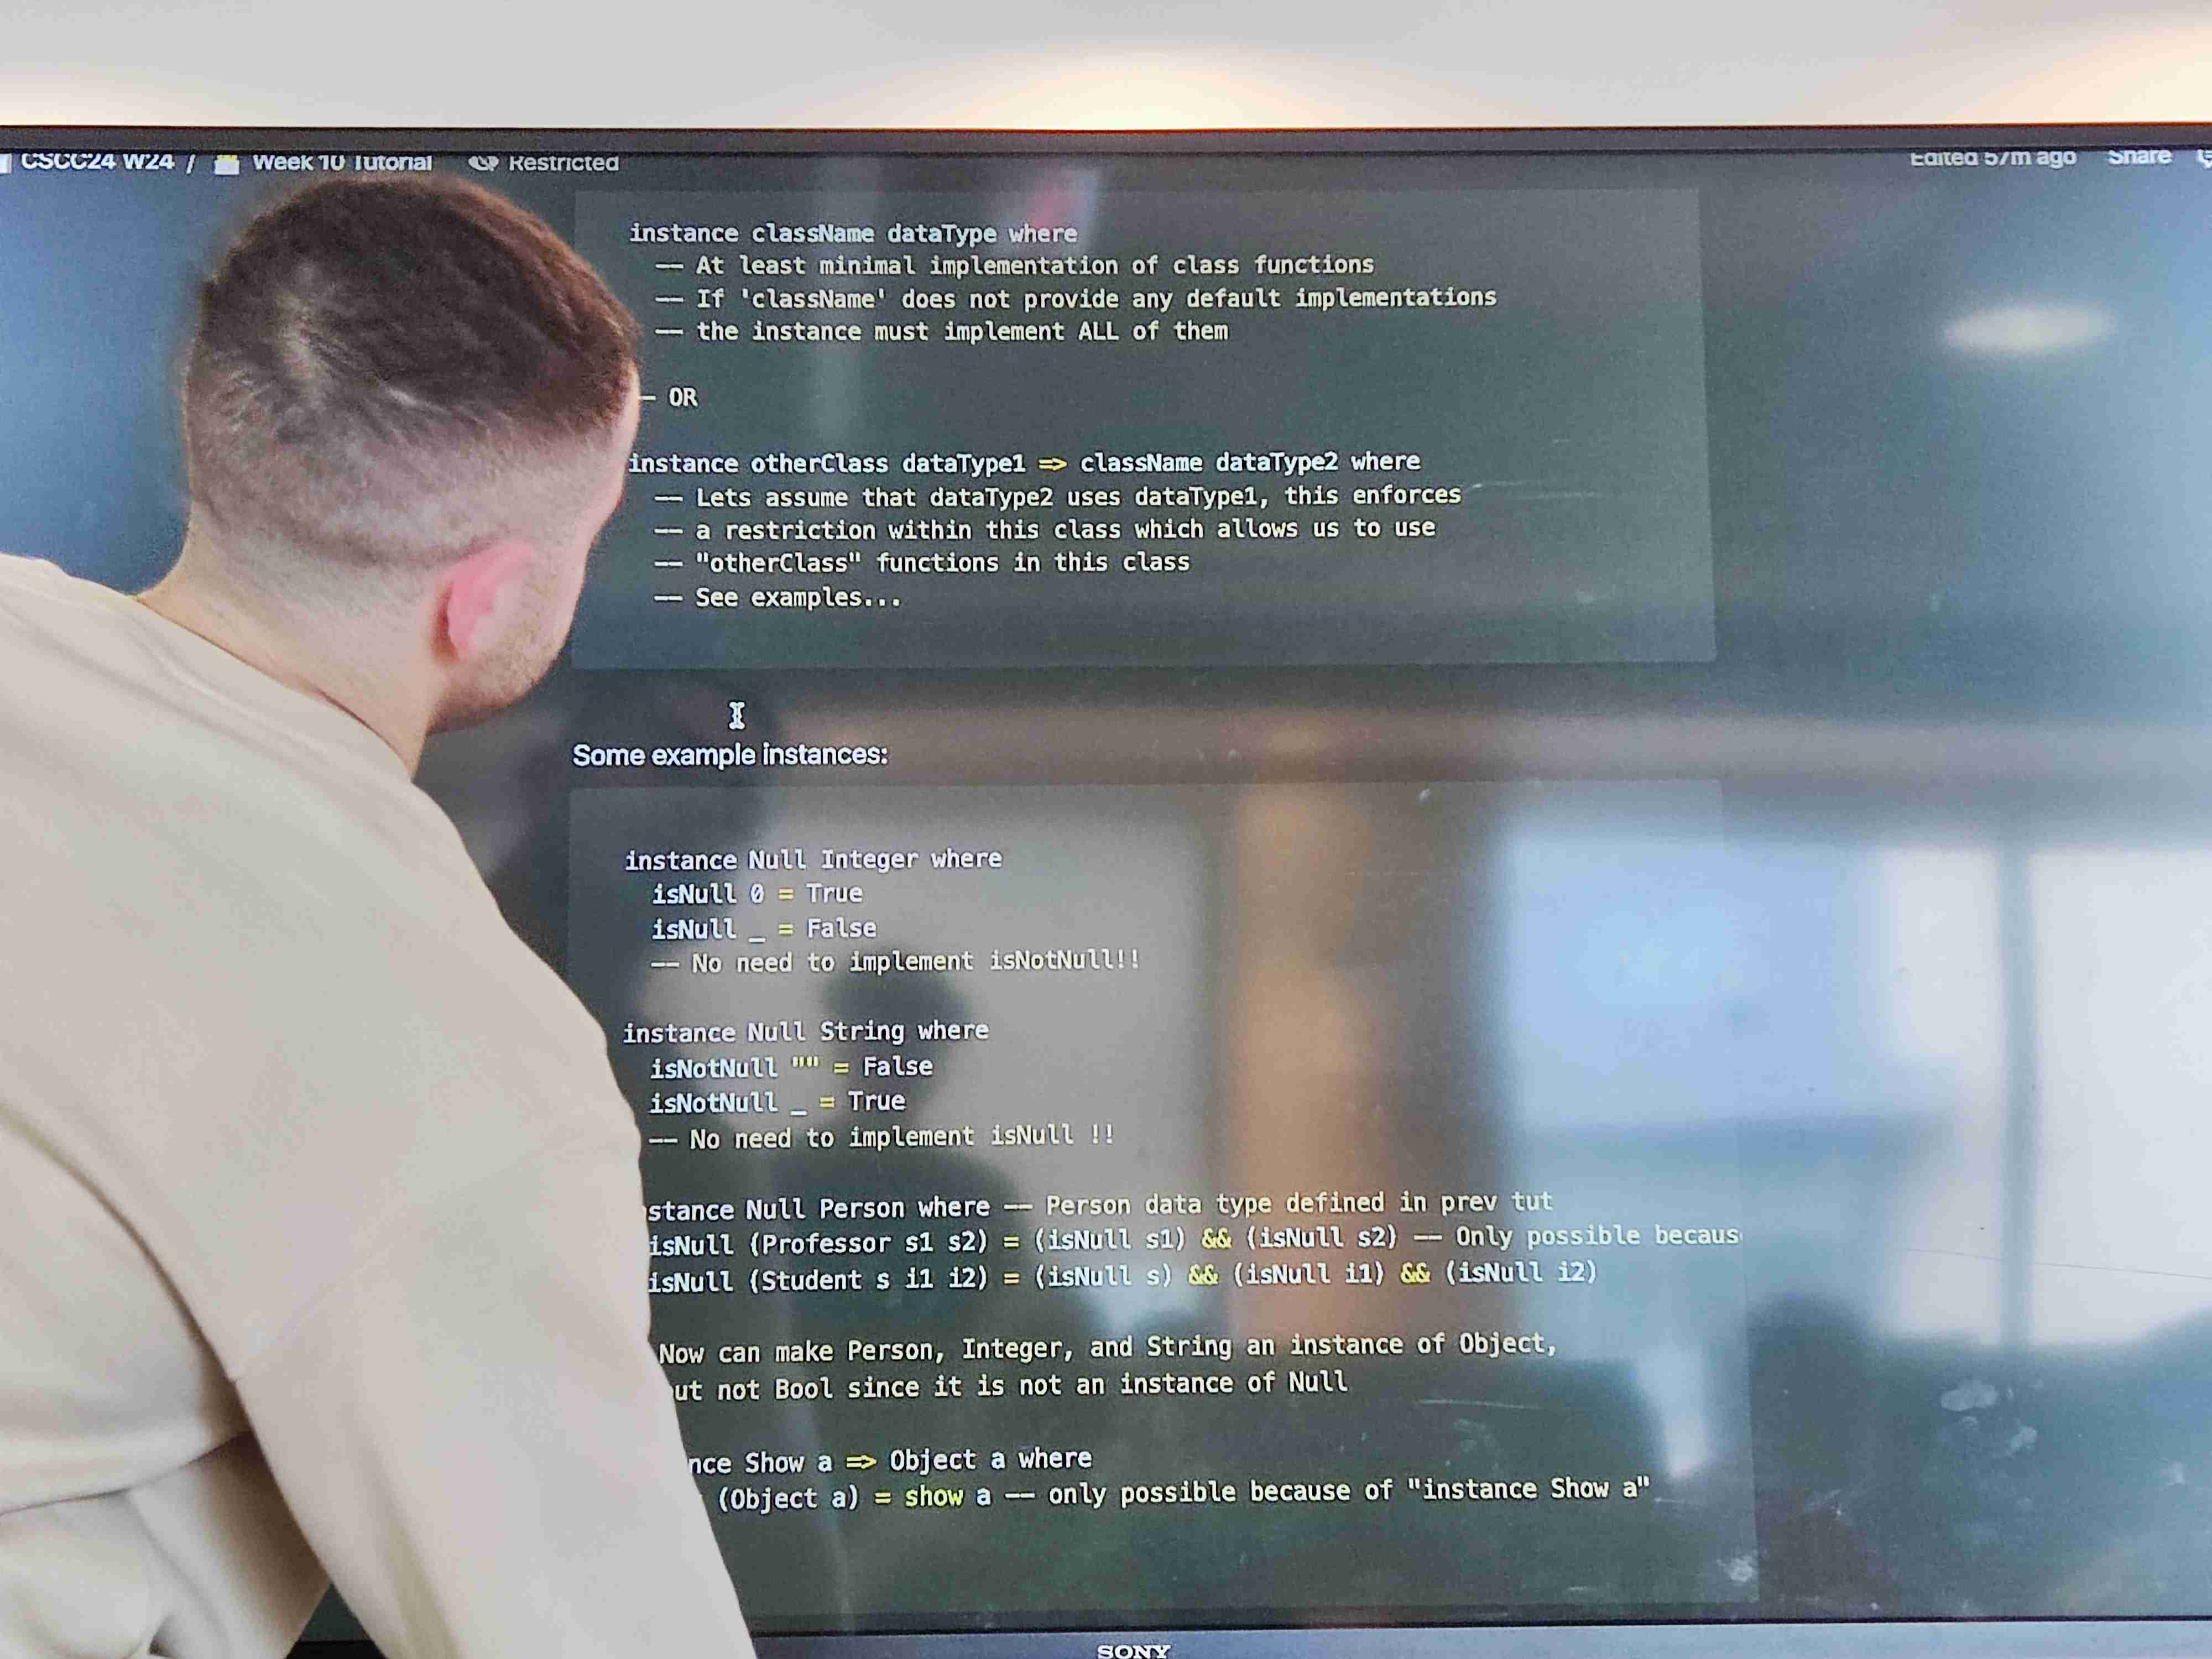 CSCC24 W24 / Week 10 Tutorial Restricted
Edited 57m ago Share
instance className dataType where
-- At least minimal implementation of class functions
-- If 'className' does not provide any default implementations
-- the instance must implement ALL of them
- OR
instance otherClass dataType1 => className dataType2 where
-- Lets assume that dataType2 uses dataType1, this enforces
-- a restriction within this class which allows us to use
-- "otherClass" functions in this class
-- See examples...
Some example instances:
instance Null Integer where
isNull 0 = True
isNull _ = False
-- No need to implement isNotNull!!
instance Null String where
isNotNull "" = False
isNotNull _ = True
-- No need to implement isNull !!
stance Null Person where -- Person data type defined in prev tut
isNull (Professor s1 s2) = (isNull s1) && (isNull s2) -- Only possible becaus
isNull (Student s i1 i2) = (isNull s) && (isNull i1) && (isNull i2)
Now can make Person, Integer, and String an instance of Object,
ut not Bool since it is not an instance of Null
nce Show a => Object a where
(Object a) = show a -- only possible because of "instance Show a"
SONY